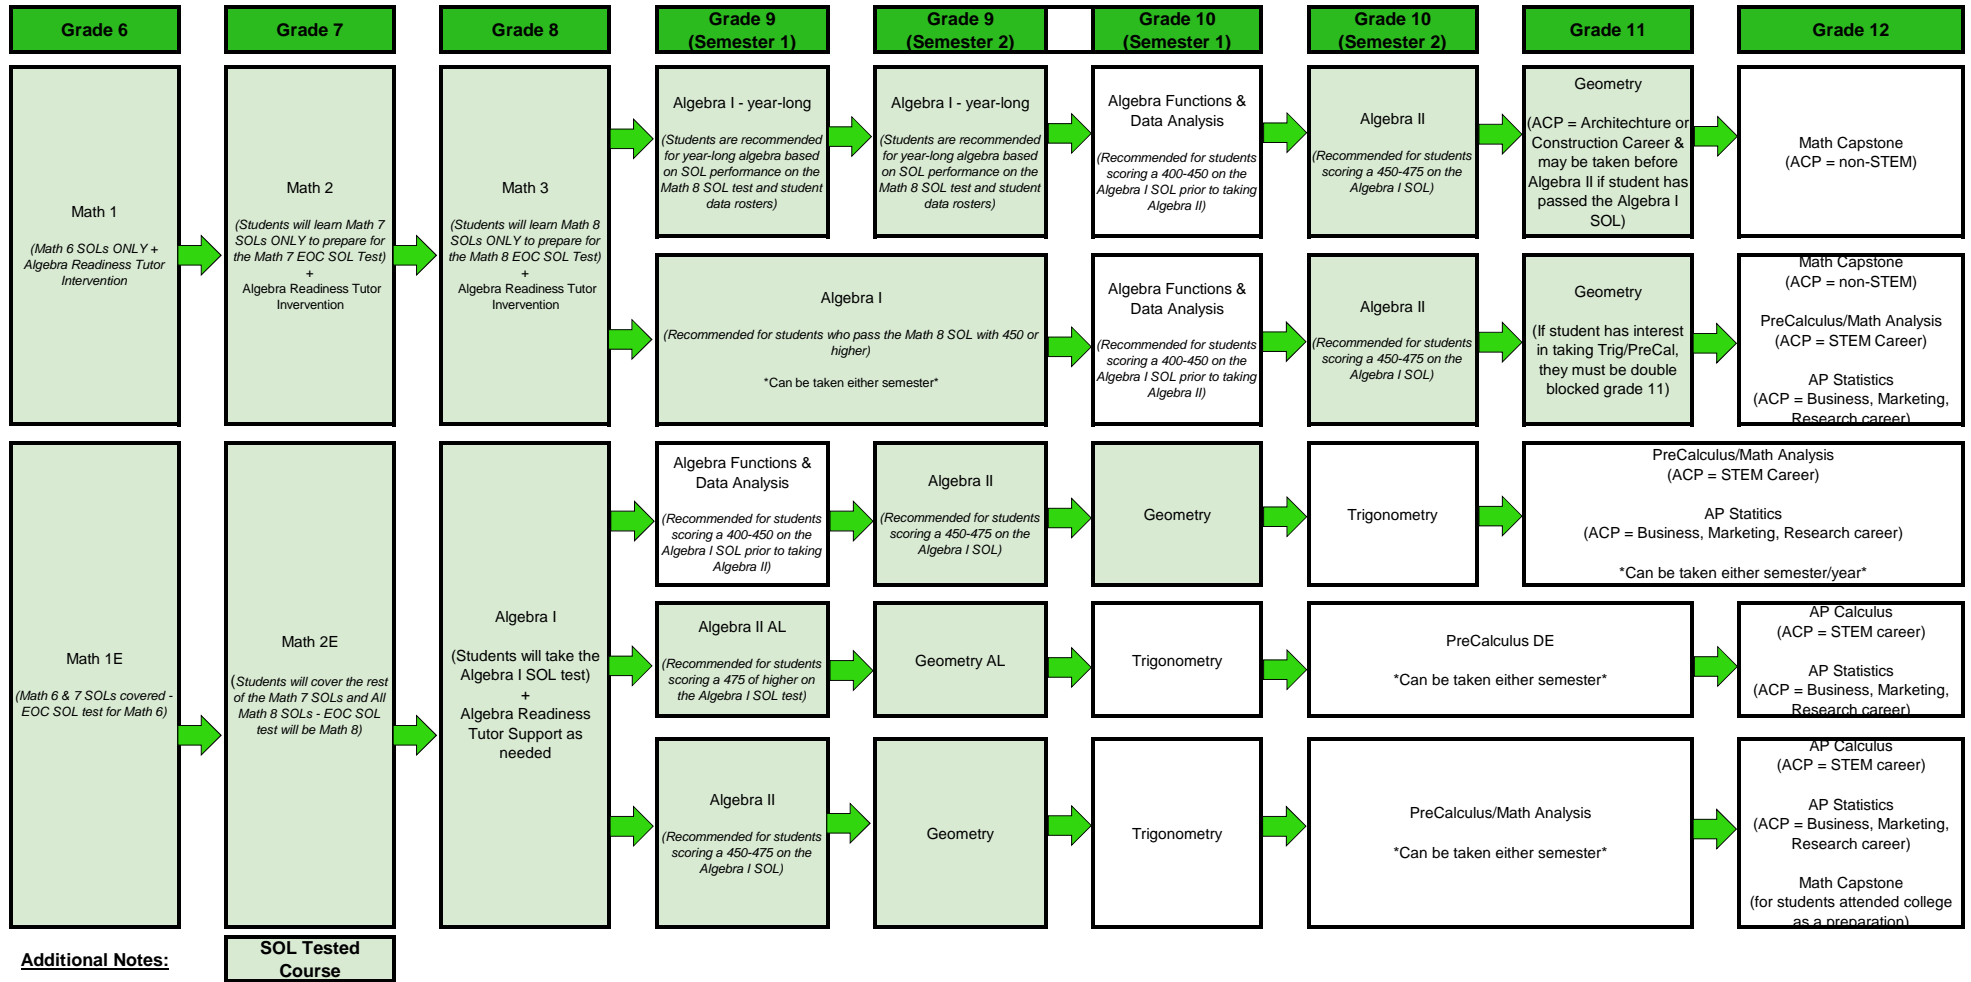 Grade 6
Grade 7
Grade 8
Grade 9
(Semester 1)
Grade 9
(Semester 2)
Grade 10
(Semester 1)
Grade 10
(Semester 2)
Grade 11
Grade 12
Math 1
(Math 6 SOLs ONLY +
Algebra Readiness Tutor
Intervention
Math 2
(Students will learn Math 7
SOLs ONLY to prepare for
the Math 7 EOC SOL Test)
+
Algebra Readiness Tutor
Invervention
Math 3
(Students will learn Math 8
SOLs ONLY to prepare for
the Math 8 EOC SOL Test)
+
Algebra Readiness Tutor
Invervention
Algebra I - year-long
(Students are recommended
for year-long algebra based
on SOL performance on the
Math 8 SOL test and student
data rosters)
Algebra I - year-long
(Students are recommended
for year-long algebra based
on SOL performance on the
Math 8 SOL test and student
data rosters)
Algebra Functions &
Data Analysis
(Recommended for students
scoring a 400-450 on the
Algebra I SOL prior to taking
Algebra II)
Algebra II
(Recommended for students
scoring a 450-475 on the
Algebra I SOL)
Geometry
(ACP = Architechture or
Construction Career &
may be taken before
Algebra II if student has
passed the Algebra I
SOL)
Math Capstone
(ACP = non-STEM)
Algebra I
(Recommended for students who pass the Math 8 SOL with 450 or
higher)
*Can be taken either semester*
Algebra Functions &
Data Analysis
(Recommended for students
scoring a 400-450 on the
Algebra I SOL prior to taking
Algebra II)
Algebra II
(Recommended for students
scoring a 450-475 on the
Algebra I SOL)
Geometry
(If student has interest
in taking Trig/PreCal,
they must be double
blocked grade 11)
Math Capstone
(ACP = non-STEM)
PreCalculus/Math Analysis
(ACP = STEM Career)
AP Statistics
(ACP = Business, Marketing,
Research career)
Math 1E
(Math 6 & 7 SOLs covered -
EOC SOL test for Math 6)
Math 2E
(Students will cover the rest
of the Math 7 SOLs and All
Math 8 SOLs - EOC SOL
test will be Math 8)
Algebra I
(Students will take the
Algebra I SOL test)
+
Algebra Readiness
Tutor Support as
needed
Algebra Functions &
Data Analysis
(Recommended for students
scoring a 400-450 on the
Algebra I SOL prior to taking
Algebra II)
Algebra II
(Recommended for students
scoring a 450-475 on the
Algebra I SOL)
Geometry
Trigonometry
PreCalculus/Math Analysis
(ACP = STEM Career)
AP Statitics
(ACP = Business, Marketing, Research career)
*Can be taken either semester/year*
Algebra II AL
(Recommended for students
scoring a 475 of higher on
the Algebra I SOL test)
Geometry AL
Trigonometry
PreCalculus DE
*Can be taken either semester*
AP Calculus
(ACP = STEM career)
AP Statistics
(ACP = Business, Marketing,
Research career)
Algebra II
(Recommended for students
scoring a 450-475 on the
Algebra I SOL)
Geometry
Trigonometry
PreCalculus/Math Analysis
*Can be taken either semester*
AP Calculus
(ACP = STEM career)
AP Statistics
(ACP = Business, Marketing,
Research career)
Math Capstone
(for students attended college
as a preparation)
Additional Notes:
SOL Tested
Course